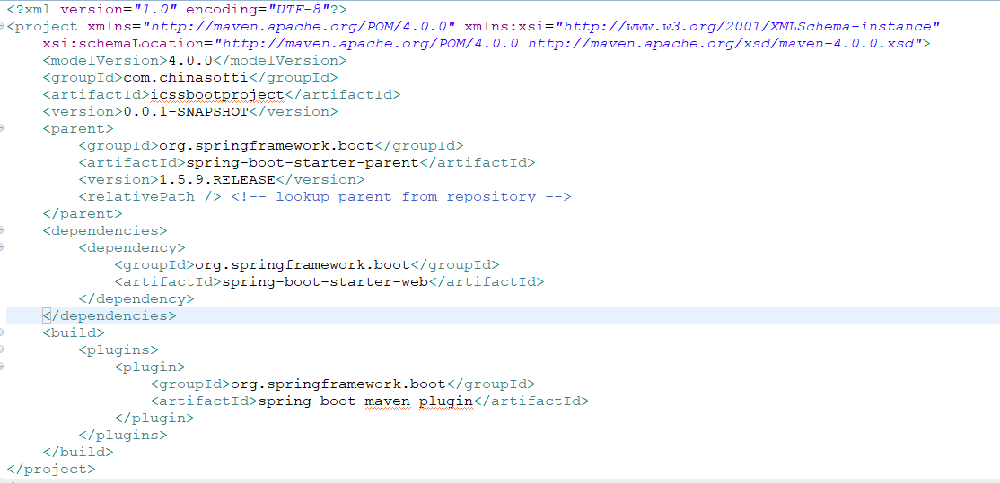 <?xml version="1.0" encoding="UTF-8"?>
<project xmlns="http://maven.apache.org/POM/4.0.0" xmlns:xsi="http://www.w3.org/2001/XMLSchema-instance"
xsi:schemaLocation="http://maven.apache.org/POM/4.0.0 http://maven.apache.org/xsd/maven-4.0.0.xsd">
<modelVersion>4.0.0</modelVersion>
<groupId>com.chinasofti</groupId>
<artifactId>icssbootproject</artifactId>
<version>0.0.1-SNAPSHOT</version>
<parent>
<groupId>org.springframework.boot</groupId>
<artifactId>spring-boot-starter-parent</artifactId>
<version>1.5.9.RELEASE</version>
<relativePath /> <!-- lookup parent from repository -->
</parent>
<dependencies>
<dependency>
<groupId>org.springframework.boot</groupId>
<artifactId>spring-boot-starter-web</artifactId>
</dependency>
</dependencies>
<build>
<plugins>
<plugin>
<groupId>org.springframework.boot</groupId>
<artifactId>spring-boot-maven-plugin</artifactId>
</plugin>
</plugins>
</build>
</project>